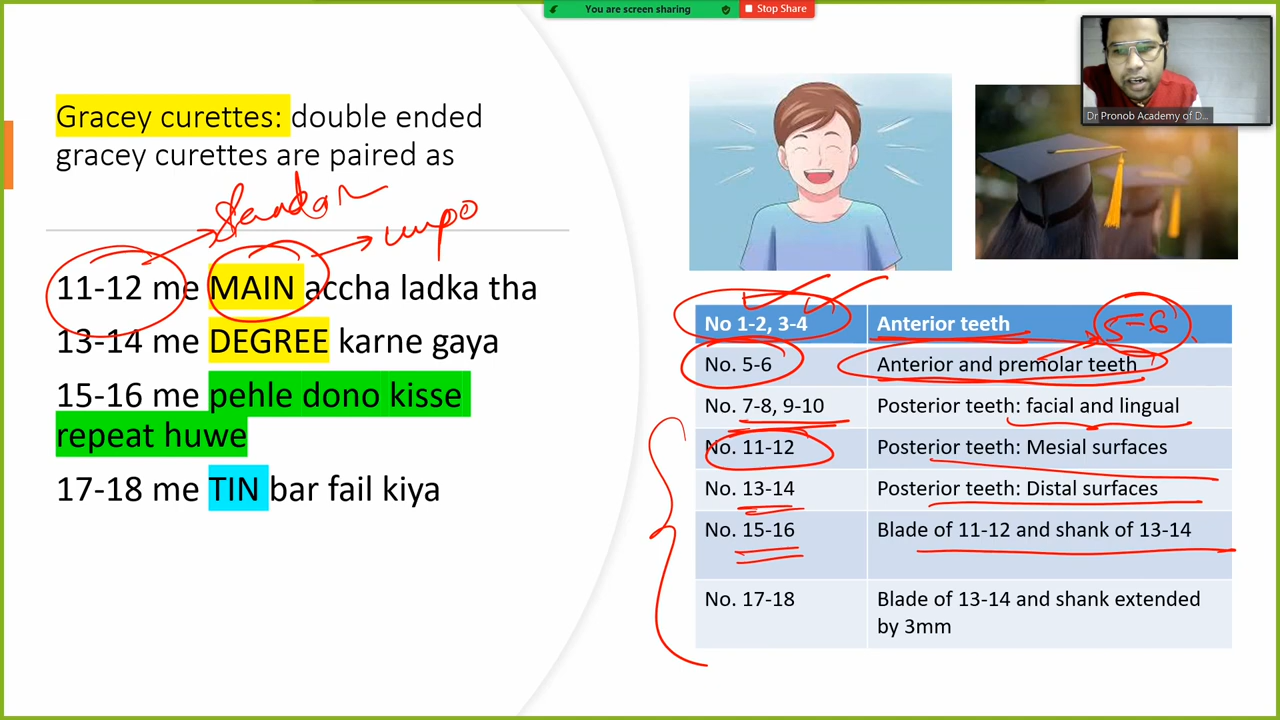 You are screen sharing
Stop Share
Dr Pronob Academy of D...
Gracey curettes: double ended
gracey curettes are paired as
11-12 me MAIN accha ladka tha
13-14 me DEGREE karne gaya
15-16 me pehle dono kisse
repeat huwe
17-18 me TIN bar fail kiya
No 1-2, 3-4 Anterior teeth 5-6
No. 5-6 Anterior and premolar teeth
No. 7-8, 9-10 Posterior teeth: facial and lingual
No. 11-12 Posterior teeth: Mesial surfaces
No. 13-14 Posterior teeth: Distal surfaces
No. 15-16 Blade of 11-12 and shank of 13-14
No. 17-18 Blade of 13-14 and shank extended
by 3mm